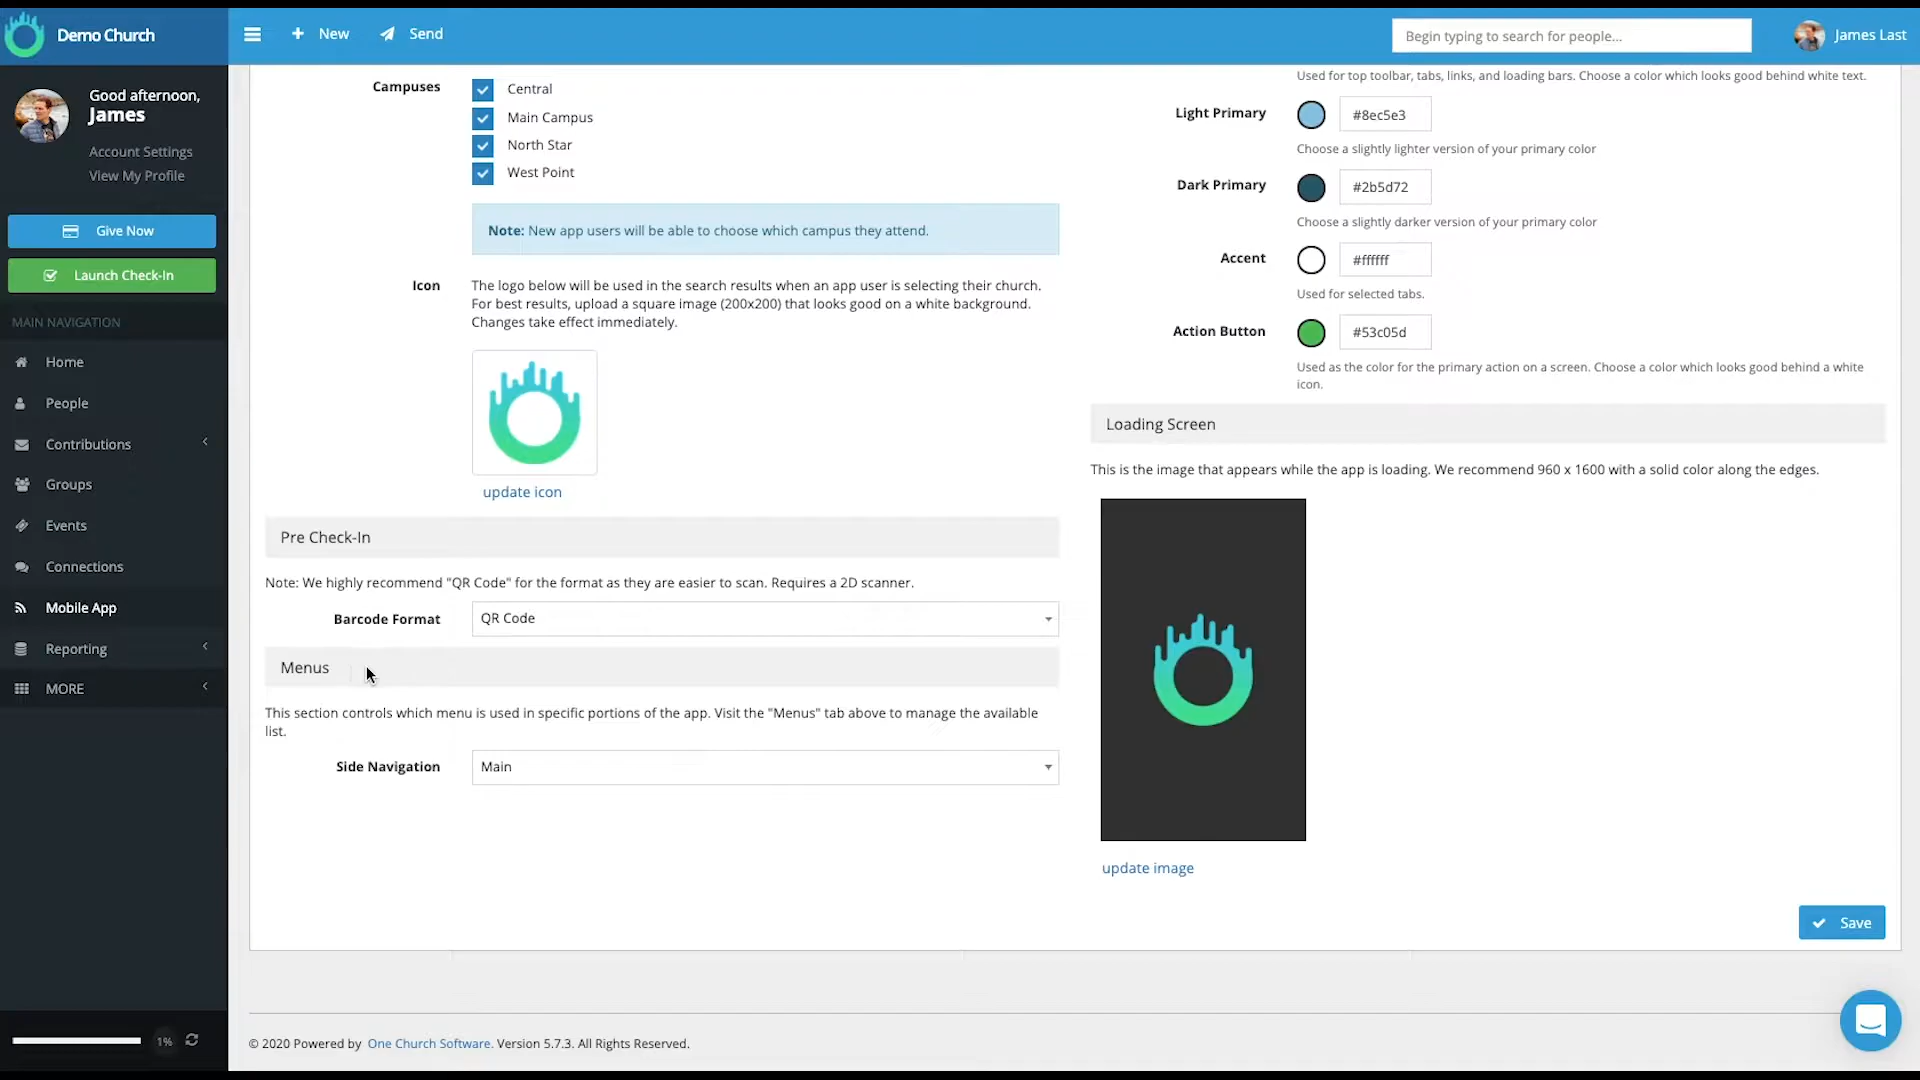 Demo Church
New
Send
Begin typing to search for people...
James Last
Good afternoon,
James
Account Settings
View My Profile
Give Now
Launch Check-In
MAIN NAVIGATION
Home
People
Contributions
Groups
Events
Connections
Mobile App
Reporting
MORE
1%
Campuses
Central
Main Campus
North Star
West Point
Note: New app users will be able to choose which campus they attend.
Icon
The logo below will be used in the search results when an app user is selecting their church.
For best results, upload a square image (200x200) that looks good on a white background.
Changes take effect immediately.
update icon
Pre Check-In
Note: We highly recommend "QR Code" for the format as they are easier to scan. Requires a 2D scanner.
Barcode Format
QR Code
Menus
This section controls which menu is used in specific portions of the app. Visit the "Menus" tab above to manage the available
list.
Side Navigation
Main
Used for top toolbar, tabs, links, and loading bars. Choose a color which looks good behind white text.
Light Primary
#8ec5e3
Choose a slightly lighter version of your primary color
Dark Primary
#2b5d72
Choose a slightly darker version of your primary color
Accent
#ffffff
Used for selected tabs.
Action Button
#53c05d
Used as the color for the primary action on a screen. Choose a color which looks good behind a white
icon.
Loading Screen
This is the image that appears while the app is loading. We recommend 960 x 1600 with a solid color along the edges.
update image
Save
© 2020 Powered by One Church Software. Version 5.7.3. All Rights Reserved.